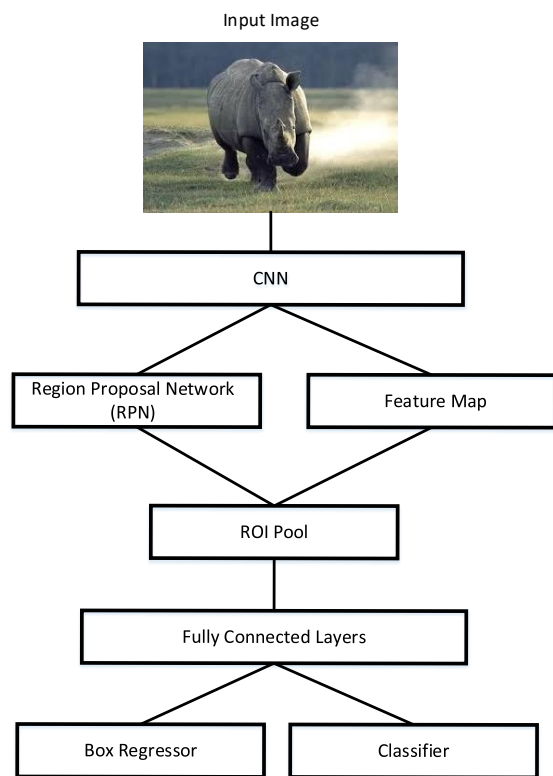 Input Image
CNN
Region Proposal Network
(RPN)
Feature Map
ROI Pool
Fully Connected Layers
Box Regressor
Classifier